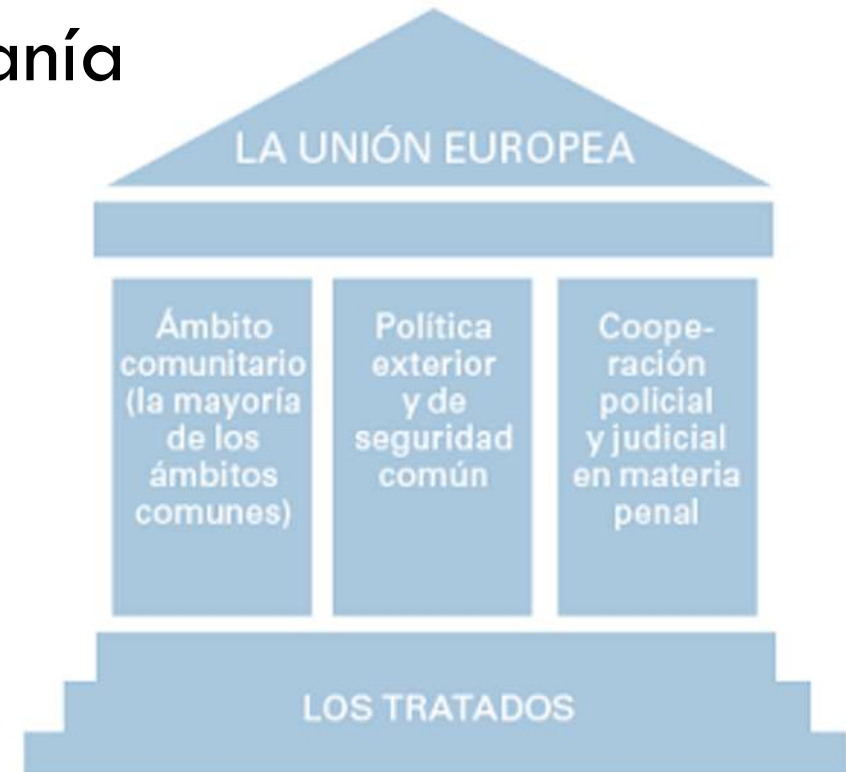 anía
LA UNIÓN EUROPEA
Ámbito
comunitario
(la mayoría
de los
ámbitos
comunes)
Política
exterior
y de
seguridad
común
Coope-
ración
policial
y judicial
en materia
penal
LOS TRATADOS